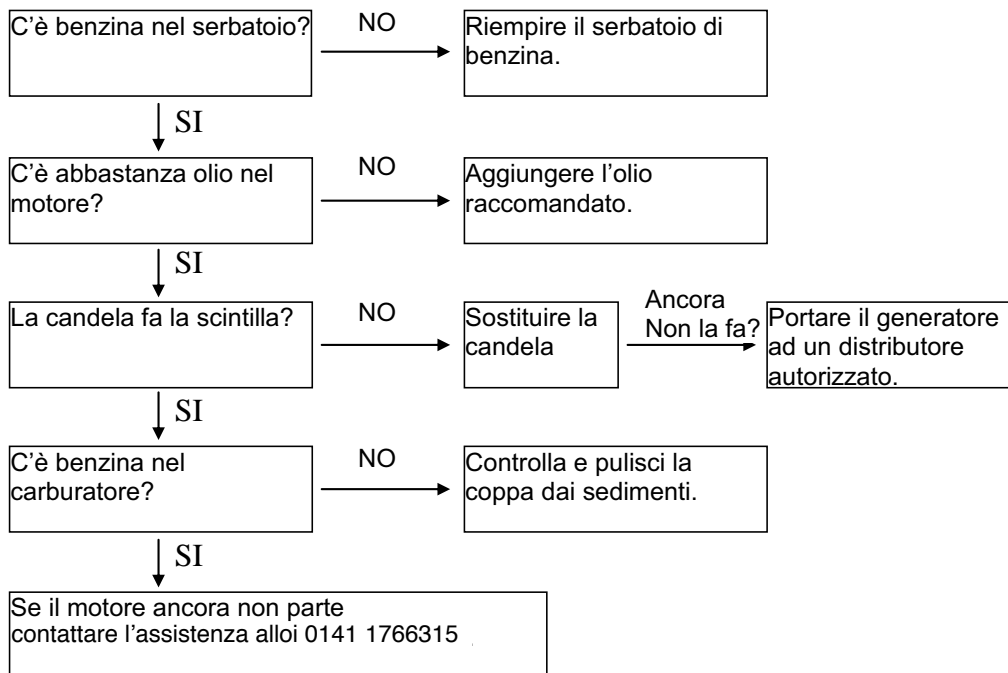 C'è benzina nel serbatoio?
NO
Riempire il serbatoio di
benzina.
SI
C'è abbastanza olio nel
motore?
NO
Aggiungere l'olio
raccomandato.
SI
La candela fa la scintilla?
NO
Sostituire la
candela
Ancora
Non la fa?
Portare il generatore
ad un distributore
autorizzato.
SI
C'è benzina nel
carburatore?
NO
Controlla e pulisci la
coppa dai sedimenti.
SI
Se il motore ancora non parte
contattare l'assistenza alloi 0141 1766315